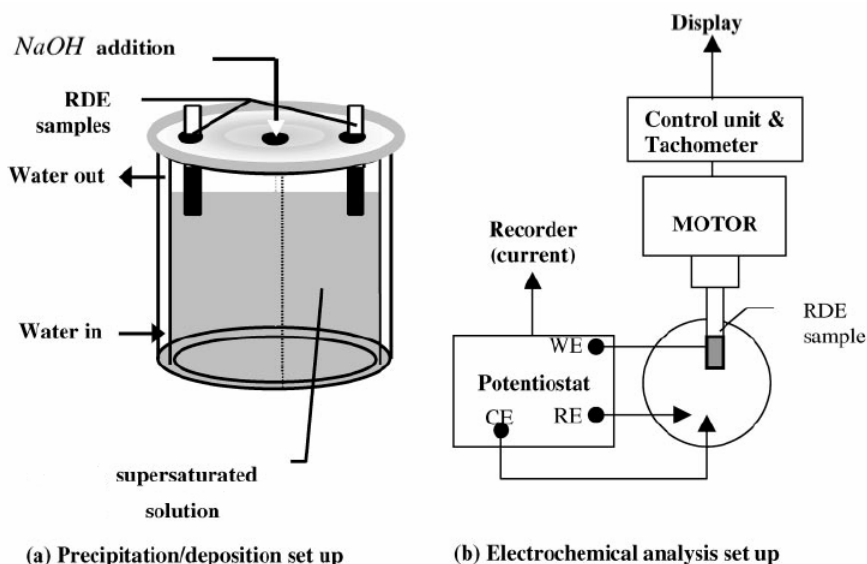 NaOH addition
RDE
samples
Water out
Water in
supersaturated
solution
(a) Precipitation/deposition set up
Display
Control unit &
Tachometer
MOTOR
Recorder
(current)
RDE
sample
WE
Potentiostat
RE
CE
(b) Electrochemical analysis set up